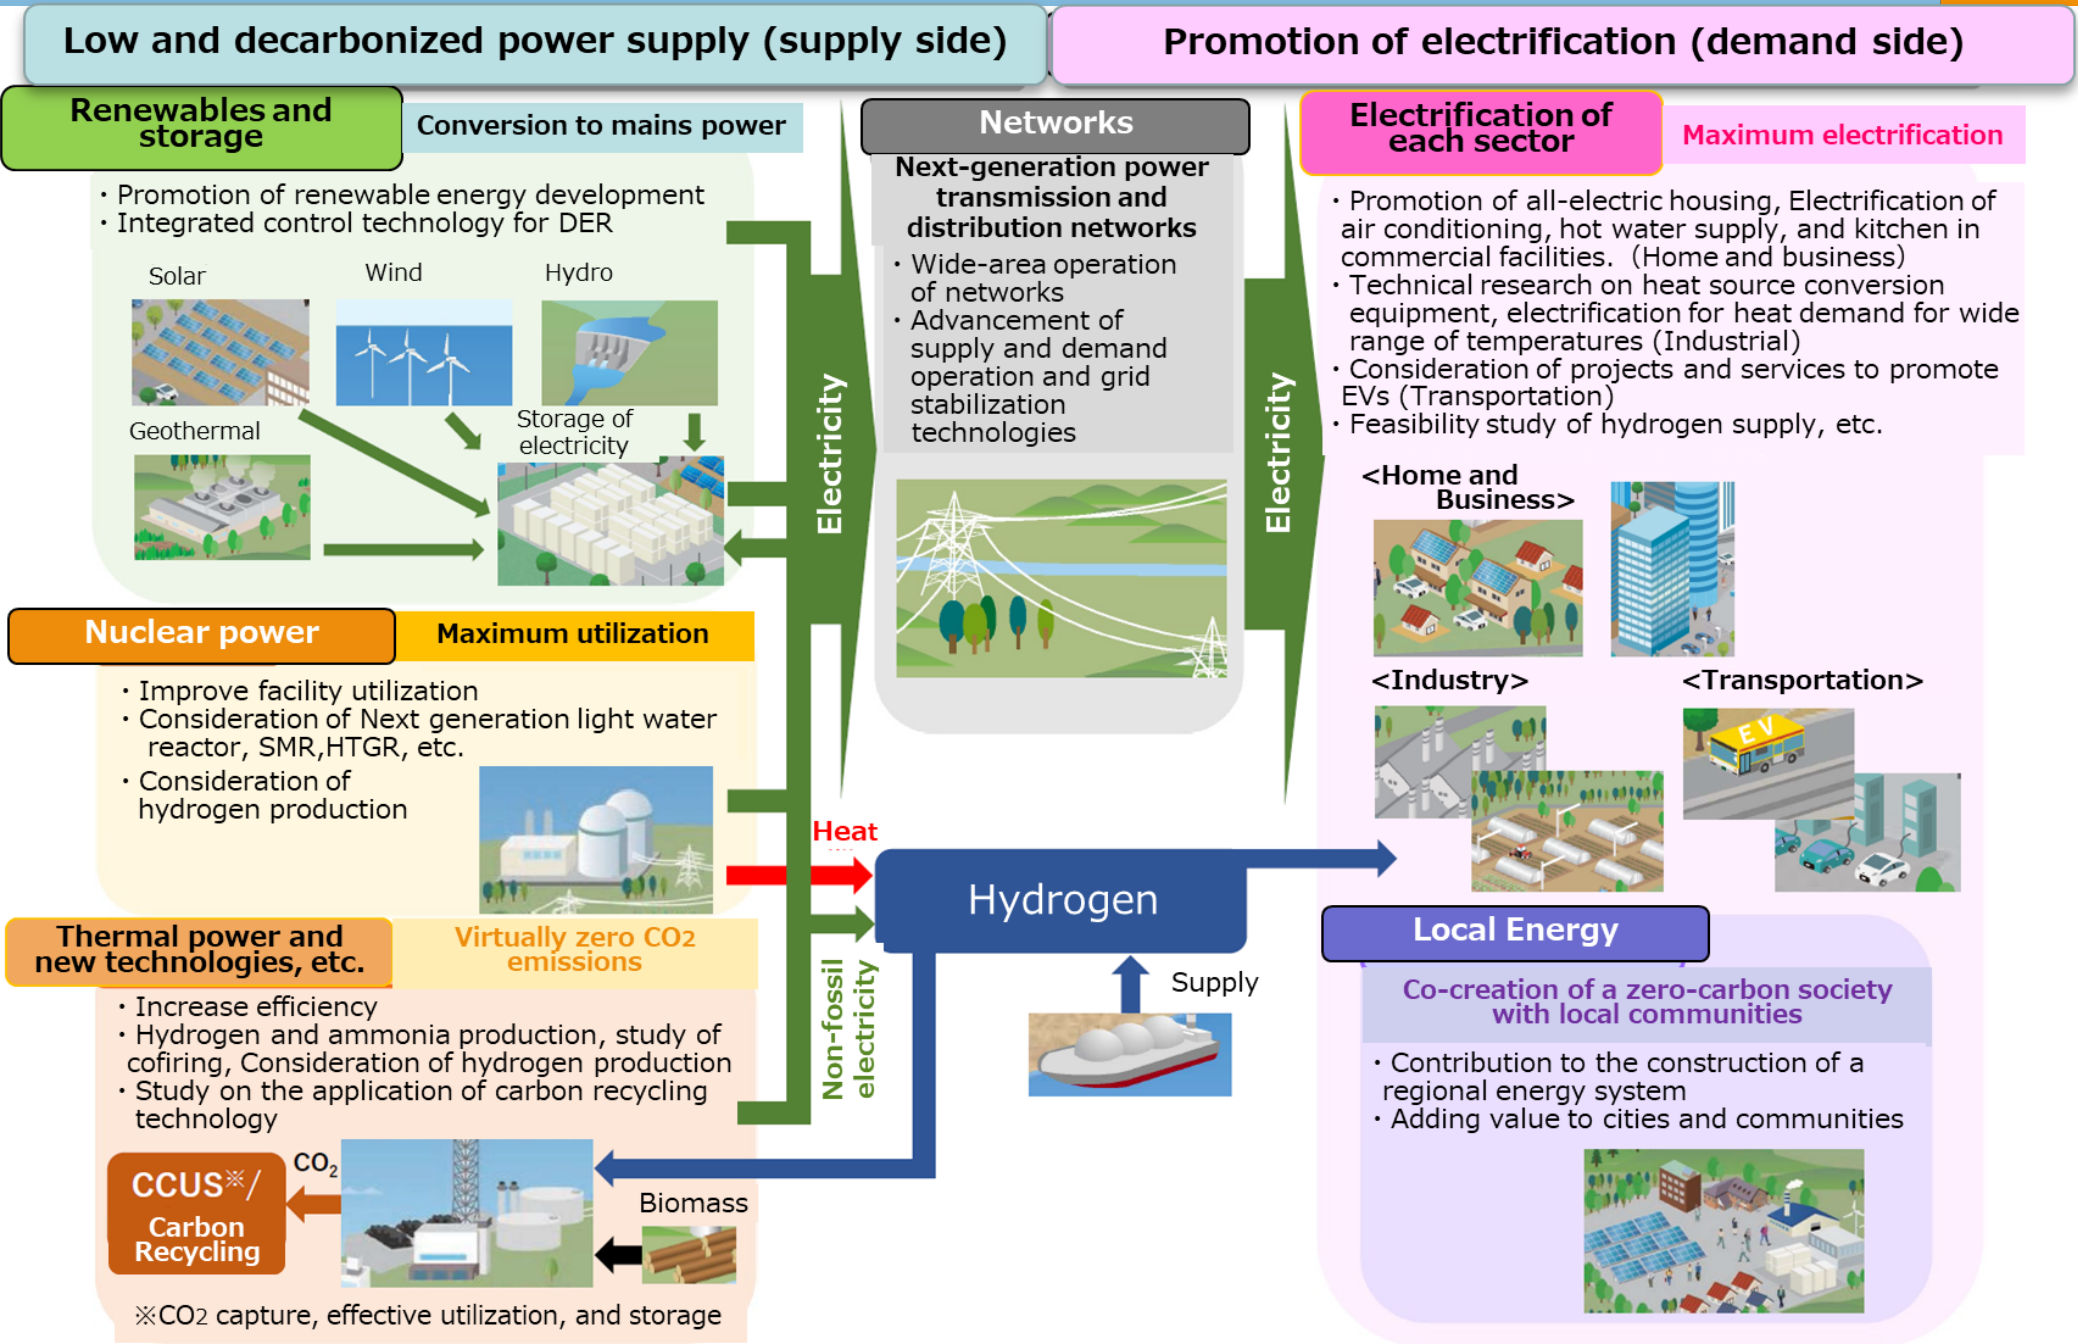 Low and decarbonized power supply (supply side)
Promotion of electrification (demand side)
Renewables and
storage
Conversion to mains power
・Promotion of renewable energy development
・Integrated control technology for DER
Solar
Wind
Hydro
Geothermal
Storage of
electricity
Nuclear power
Maximum utilization
・Improve facility utilization
・Consideration of Next generation light water
reactor, SMR,HTGR, etc.
・Consideration of
hydrogen production
Thermal power and
new technologies, etc.
Virtually zero CO2
emissions
・Increase efficiency
・Hydrogen and ammonia production, study of
cofiring, Consideration of hydrogen production
・Study on the application of carbon recycling
technology
CCUS※/
Carbon
Recycling
CO₂
Biomass
※CO2 capture, effective utilization, and storage
Electricity
Heat
Non-fossil
electricity
Networks
Next-generation power
transmission and
distribution networks
・Wide-area operation
of networks
・Advancement of
supply and demand
operation and grid
stabilization
technologies
Hydrogen
Supply
Electricity
Electrification of
each sector
Maximum electrification
・Promotion of all-electric housing, Electrification of
air conditioning, hot water supply, and kitchen in
commercial facilities.（Home and business）
・Technical research on heat source conversion
equipment, electrification for heat demand for wide
range of temperatures (Industrial)
・Consideration of projects and services to promote
EVs (Transportation)
・Feasibility study of hydrogen supply, etc.
<Home and
Business>
<Industry>
<Transportation>
EV
Local Energy
Co-creation of a zero-carbon society
with local communities
・Contribution to the construction of a
regional energy system
・Adding value to cities and communities